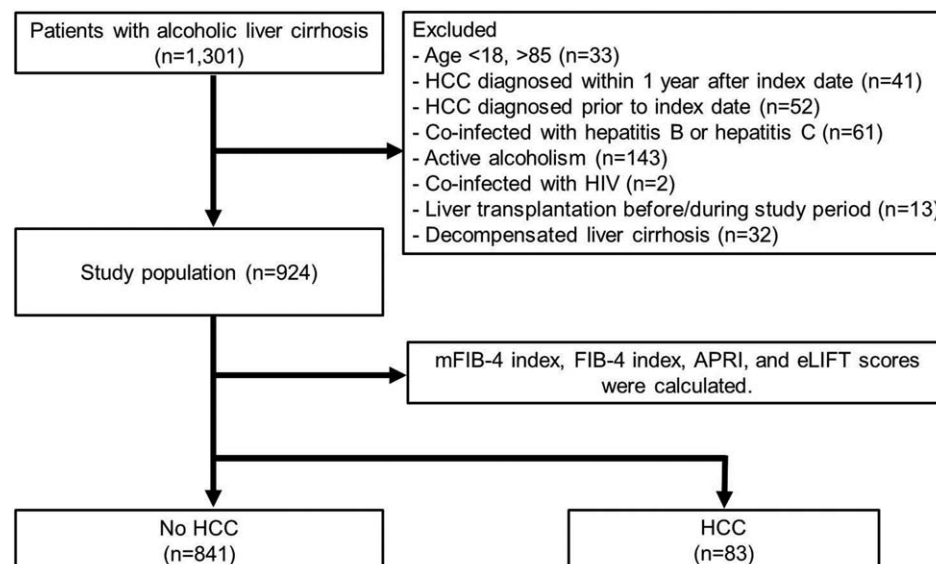 Patients with alcoholic liver cirrhosis
(n=1,301)
Excluded
- Age <18, >85 (n=33)
- HCC diagnosed within 1 year after index date (n=41)
- HCC diagnosed prior to index date (n=52)
- Co-infected with hepatitis B or hepatitis C (n=61)
- Active alcoholism (n=143)
- Co-infected with HIV (n=2)
- Liver transplantation before/during study period (n=13)
- Decompensated liver cirrhosis (n=32)
Study population (n=924)
mFIB-4 index, FIB-4 index, APRI, and eLIFT scores
were calculated.
No HCC
(n=841)
HCC
(n=83)